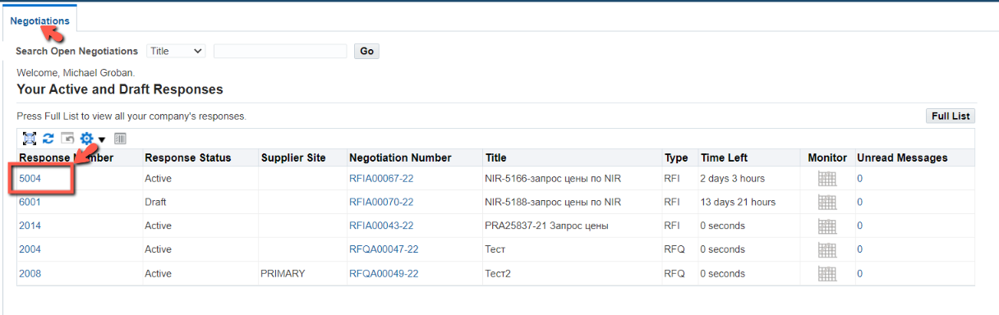 Negotiations
Search Open Negotiations Title Go
Welcome, Michael Groban.
Your Active and Draft Responses
Press Full List to view all your company's responses. Full List
Response Number Response Status Supplier Site Negotiation Number Title Type Time Left Monitor Unread Messages
5004 Active RFIA00067-22 NIR-5166-запрос цены по NIR RFI 2 days 3 hours 0
6001 Draft RFIA00070-22 NIR-5188-запрос цены по NIR RFI 13 days 21 hours 0
2014 Active RFIA00043-22 PRA25837-21 Запрос цены RFI 0 seconds 0
2004 Active RFQA00047-22 Тест RFQ 0 seconds 0
2008 Active PRIMARY RFQA00049-22 Тест2 RFQ 0 seconds 0